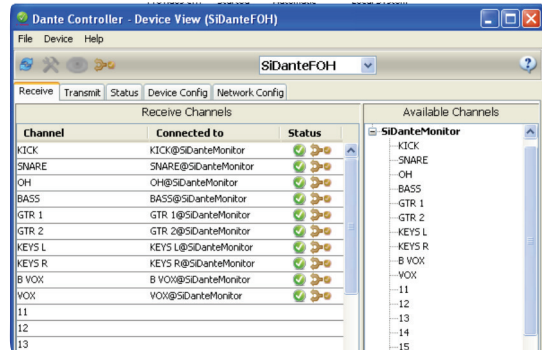 Dante Controller - Device View (SiDanteFOH)
File Device Help
SiDanteFOH
Receive Transmit Status Device Config Network Config
Receive Channels
Channel Connected to Status
KICK KICK@SiDanteMonitor
SNARE SNARE@SiDanteMonitor
OH OH@SiDanteMonitor
BASS BASS@SiDanteMonitor
GTR 1 GTR 1@SiDanteMonitor
GTR 2 GTR 2@SiDanteMonitor
KEYS L KEYS L@SiDanteMonitor
KEYS R KEYS R@SiDanteMonitor
B VOX B VOX@SiDanteMonitor
VOX VOX@SiDanteMonitor
11
12
13
Available Channels
SiDanteMonitor
KICK
SNARE
OH
BASS
GTR 1
GTR 2
KEYS L
KEYS R
B VOX
VOX
11
12
13
14
15